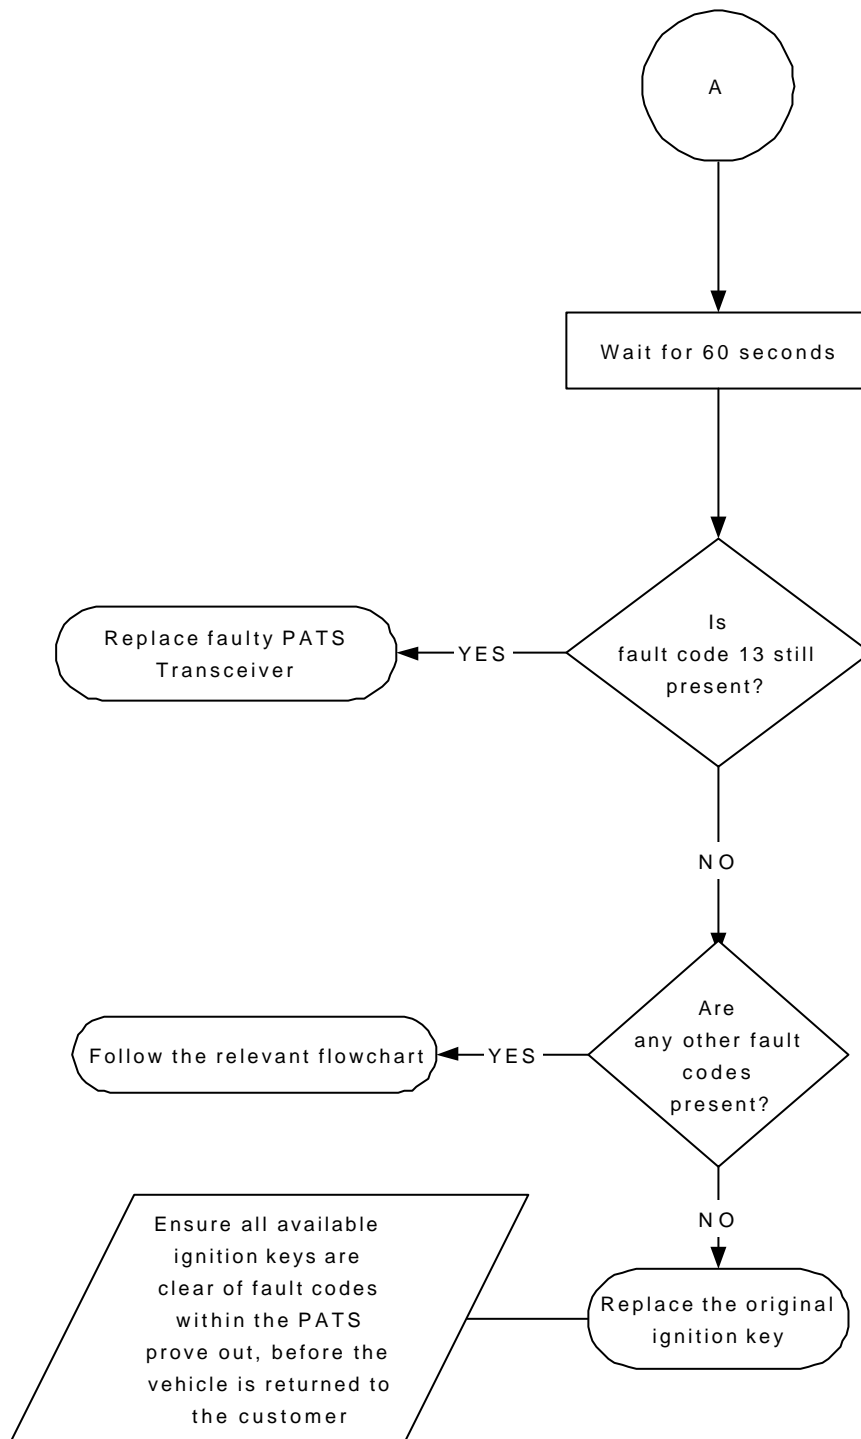 A
Wait for 60 seconds
Is
fault code 13 still
present?
YES
Replace faulty PATS
Transceiver
NO
Are
any other fault
codes
present?
YES
Follow the relevant flowchart
NO
Replace the original
ignition key
Ensure all available
ignition keys are
clear of fault codes
within the PATS
prove out, before the
vehicle is returned to
the customer